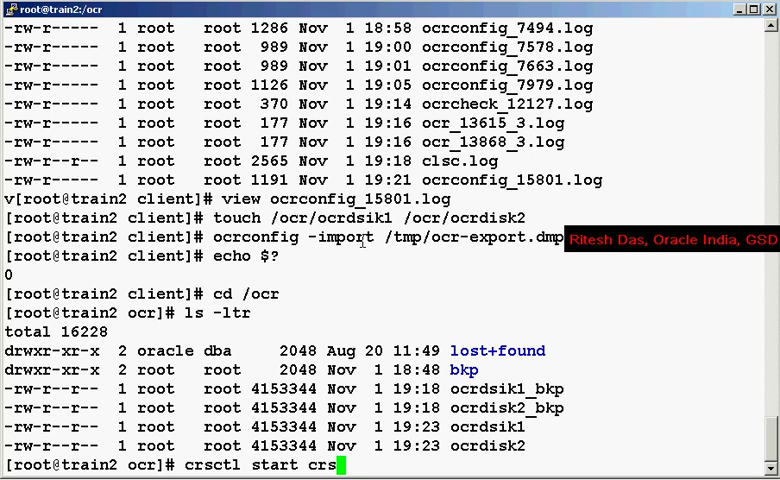 root@train2:/ocr
-rw-r----- 1 root root 1286 Nov 1 18:58 ocrconfig_7494.log
-rw-r----- 1 root root 989 Nov 1 19:00 ocrconfig_7578.log
-rw-r----- 1 root root 989 Nov 1 19:01 ocrconfig_7663.log
-rw-r----- 1 root root 1126 Nov 1 19:05 ocrconfig_7979.log
-rw-r----- 1 root root 370 Nov 1 19:14 ocrcheck_12127.log
-rw-r----- 1 root root 177 Nov 1 19:16 ocr_13615_3.log
-rw-r----- 1 root root 177 Nov 1 19:16 ocr_13868_3.log
-rw-r--r-- 1 root root 2565 Nov 1 19:18 clsc.log
-rw-r----- 1 root root 1191 Nov 1 19:21 ocrconfig_15801.log
v[root@train2 client]# view ocrconfig_15801.log
[root@train2 client]# touch /ocr/ocrdsik1 /ocr/ocrdisk2
[root@train2 client]# ocrconfig -import /tmp/ocr-export.dmp
Ritesh Das, Oracle India, GSD
[root@train2 client]# echo $?
0
[root@train2 client]# cd /ocr
[root@train2 ocr]# ls -ltr
total 16228
drwxr-xr-x 2 oracle dba 2048 Aug 20 11:49 lost+found
drwxr-xr-x 2 root root 2048 Nov 1 18:48 bkp
-rw-r--r-- 1 root root 4153344 Nov 1 19:18 ocrdsik1_bkp
-rw-r--r-- 1 root root 4153344 Nov 1 19:18 ocrdisk2_bkp
-rw-r--r-- 1 root root 4153344 Nov 1 19:23 ocrdsik1
-rw-r--r-- 1 root root 4153344 Nov 1 19:23 ocrdisk2
[root@train2 ocr]# crsctl start crs